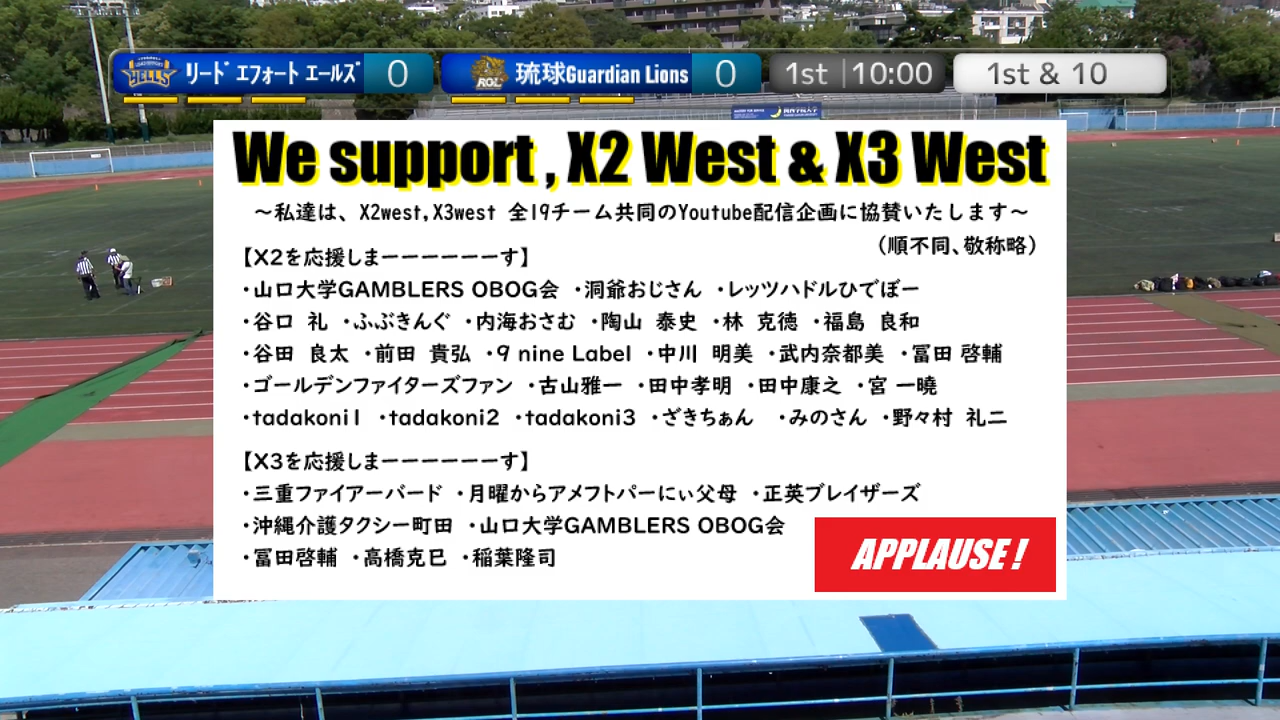 HELLS リードエフォート エールズ 0 RGL 琉球Guardian Lions 0 1st 10:00 1st & 10
We support , X2 West & X3 West
～私達は、X2west,X3west 全19チーム共同のYoutube配信企画に協賛いたします～
（順不同、敬称略）
【X2を応援しまーーーーーーす】
・山口大学GAMBLERS OBOG会 ・洞爺おじさん ・レッツハドルひでぼー
・谷口 礼 ・ふぶきんぐ ・内海おさむ ・陶山 泰史 ・林 克徳 ・福島 良和
・谷田 良太 ・前田 貴弘 ・9 nine Label ・中川 明美 ・武内奈都美 ・冨田 啓輔
・ゴールデンファイターズファン ・古山雅一 ・田中孝明 ・田中康之 ・宮 一曉
・tadakoni1 ・tadakoni2 ・tadakoni3 ・ざきちぁん ・みのさん ・野々村 礼二
【X3を応援しまーーーーーーす】
・三重ファイアーバード ・月曜からアメフトバーにぃ父母 ・正英ブレイザーズ
・沖縄介護タクシー町田 ・山口大学GAMBLERS OBOG会
・冨田啓輔 ・高橋克巳 ・稲葉隆司
APPLAUSE !